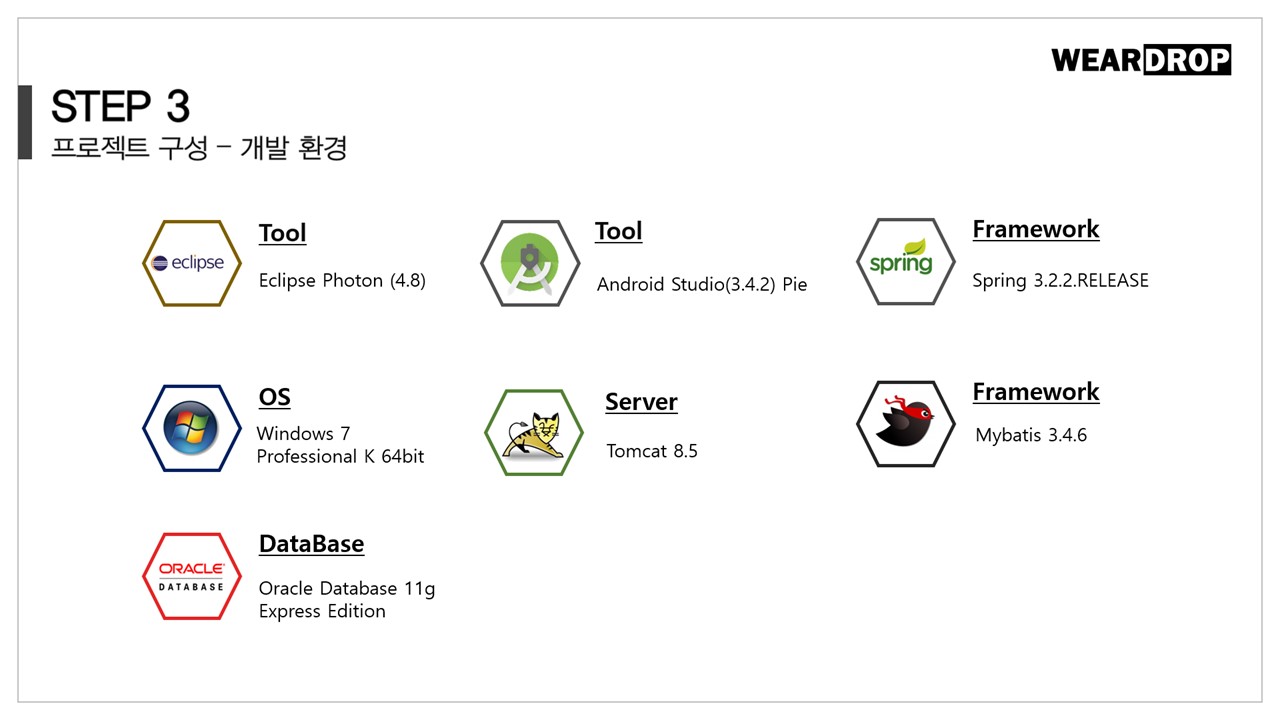 WEARDROP
STEP 3
프로젝트 구성 – 개발 환경
eclipse
Tool
Eclipse Photon (4.8)
Tool
Android Studio(3.4.2) Pie
spring
Framework
Spring 3.2.2.RELEASE
OS
Windows 7
Professional K 64bit
Server
Tomcat 8.5
Framework
Mybatis 3.4.6
ORACLE
DATABASE
DataBase
Oracle Database 11g
Express Edition